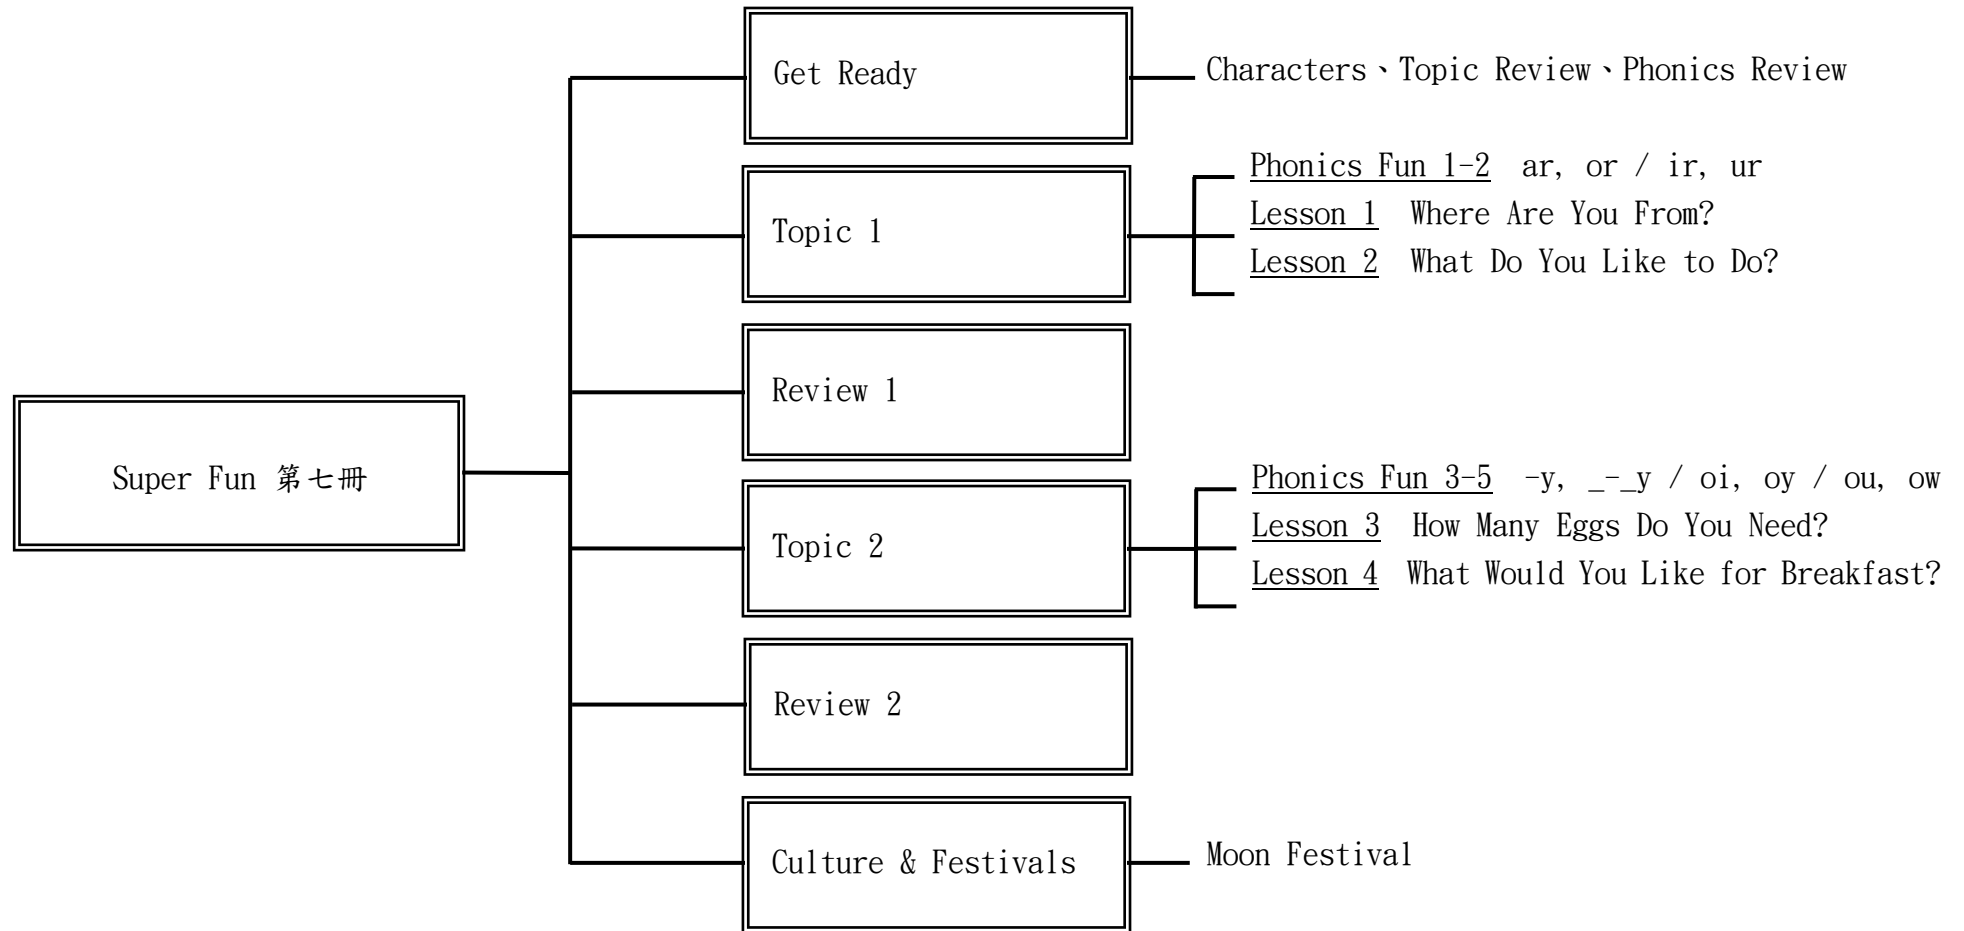 Super Fun 第七冊
Get Ready
Characters、Topic Review、Phonics Review
Topic 1
Phonics Fun 1-2 ar, or / ir, ur
Lesson 1 Where Are You From?
Lesson 2 What Do You Like to Do?
Review 1
Topic 2
Phonics Fun 3-5 -y, _-_y / oi, oy / ou, ow
Lesson 3 How Many Eggs Do You Need?
Lesson 4 What Would You Like for Breakfast?
Review 2
Culture & Festivals
Moon Festival